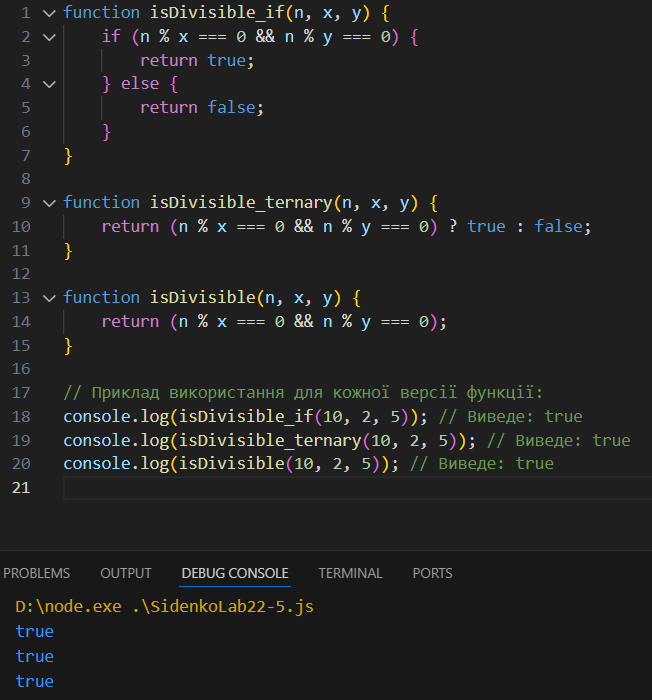 1 function isDivisible_if(n, x, y) {
2     if (n % x === 0 && n % y === 0) {
3         return true;
4     } else {
5         return false;
6     }
7 }
8
9 function isDivisible_ternary(n, x, y) {
10     return (n % x === 0 && n % y === 0) ? true : false;
11 }
12
13 function isDivisible(n, x, y) {
14     return (n % x === 0 && n % y === 0);
15 }
16
17 // Приклад використання для кожної версії функції:
18 console.log(isDivisible_if(10, 2, 5)); // Виведе: true
19 console.log(isDivisible_ternary(10, 2, 5)); // Виведе: true
20 console.log(isDivisible(10, 2, 5)); // Виведе: true
21
PROBLEMS OUTPUT DEBUG CONSOLE TERMINAL PORTS
D:\node.exe .\SidenkoLab22-5.js
true
true
true